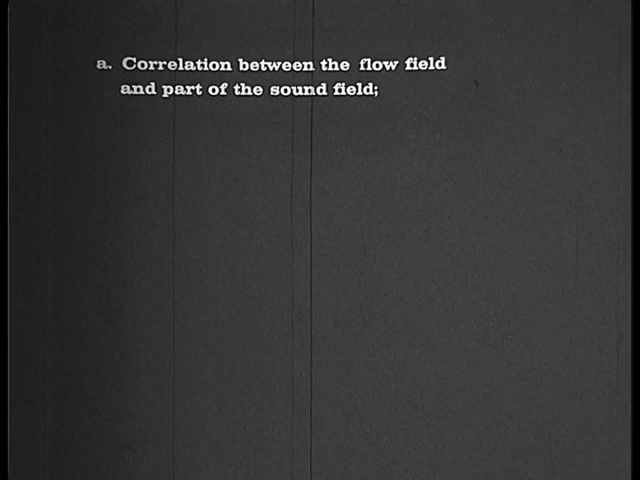 a. Correlation between the flow field
and part of the sound field;